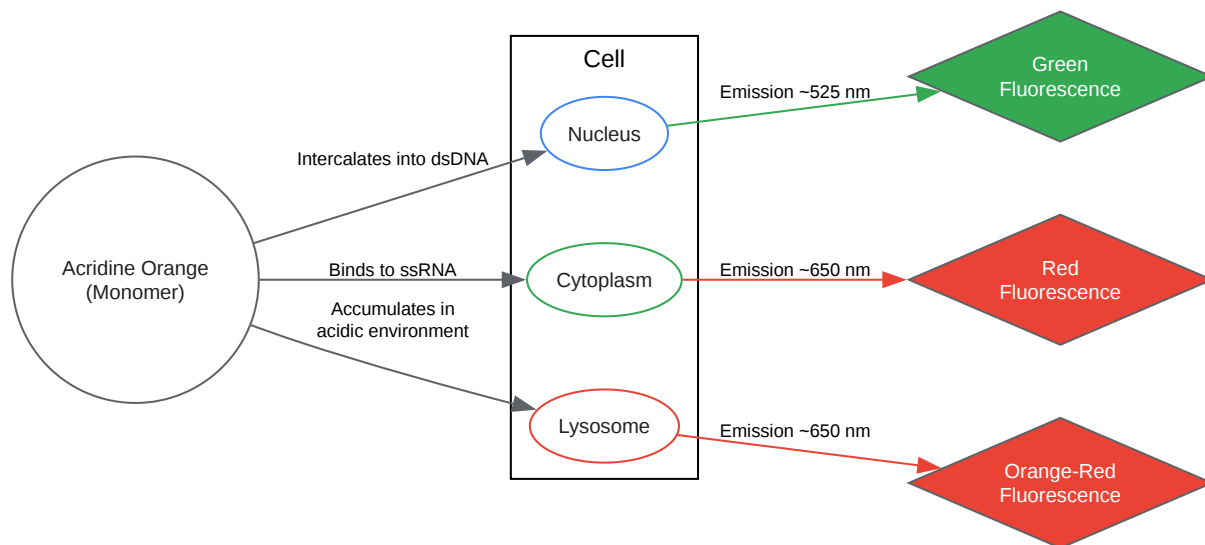 Cell
Green
Fluorescence
Emission ~525 nm
Nucleus
Intercalates into dsDNA
Acridine Orange
(Monomer)
Binds to ssRNA
Cytoplasm
Emission ~650 nm
Red
Fluorescence
Accumulates in
acidic environment
Lysosome
Emission ~650 nm
Orange-Red
Fluorescence